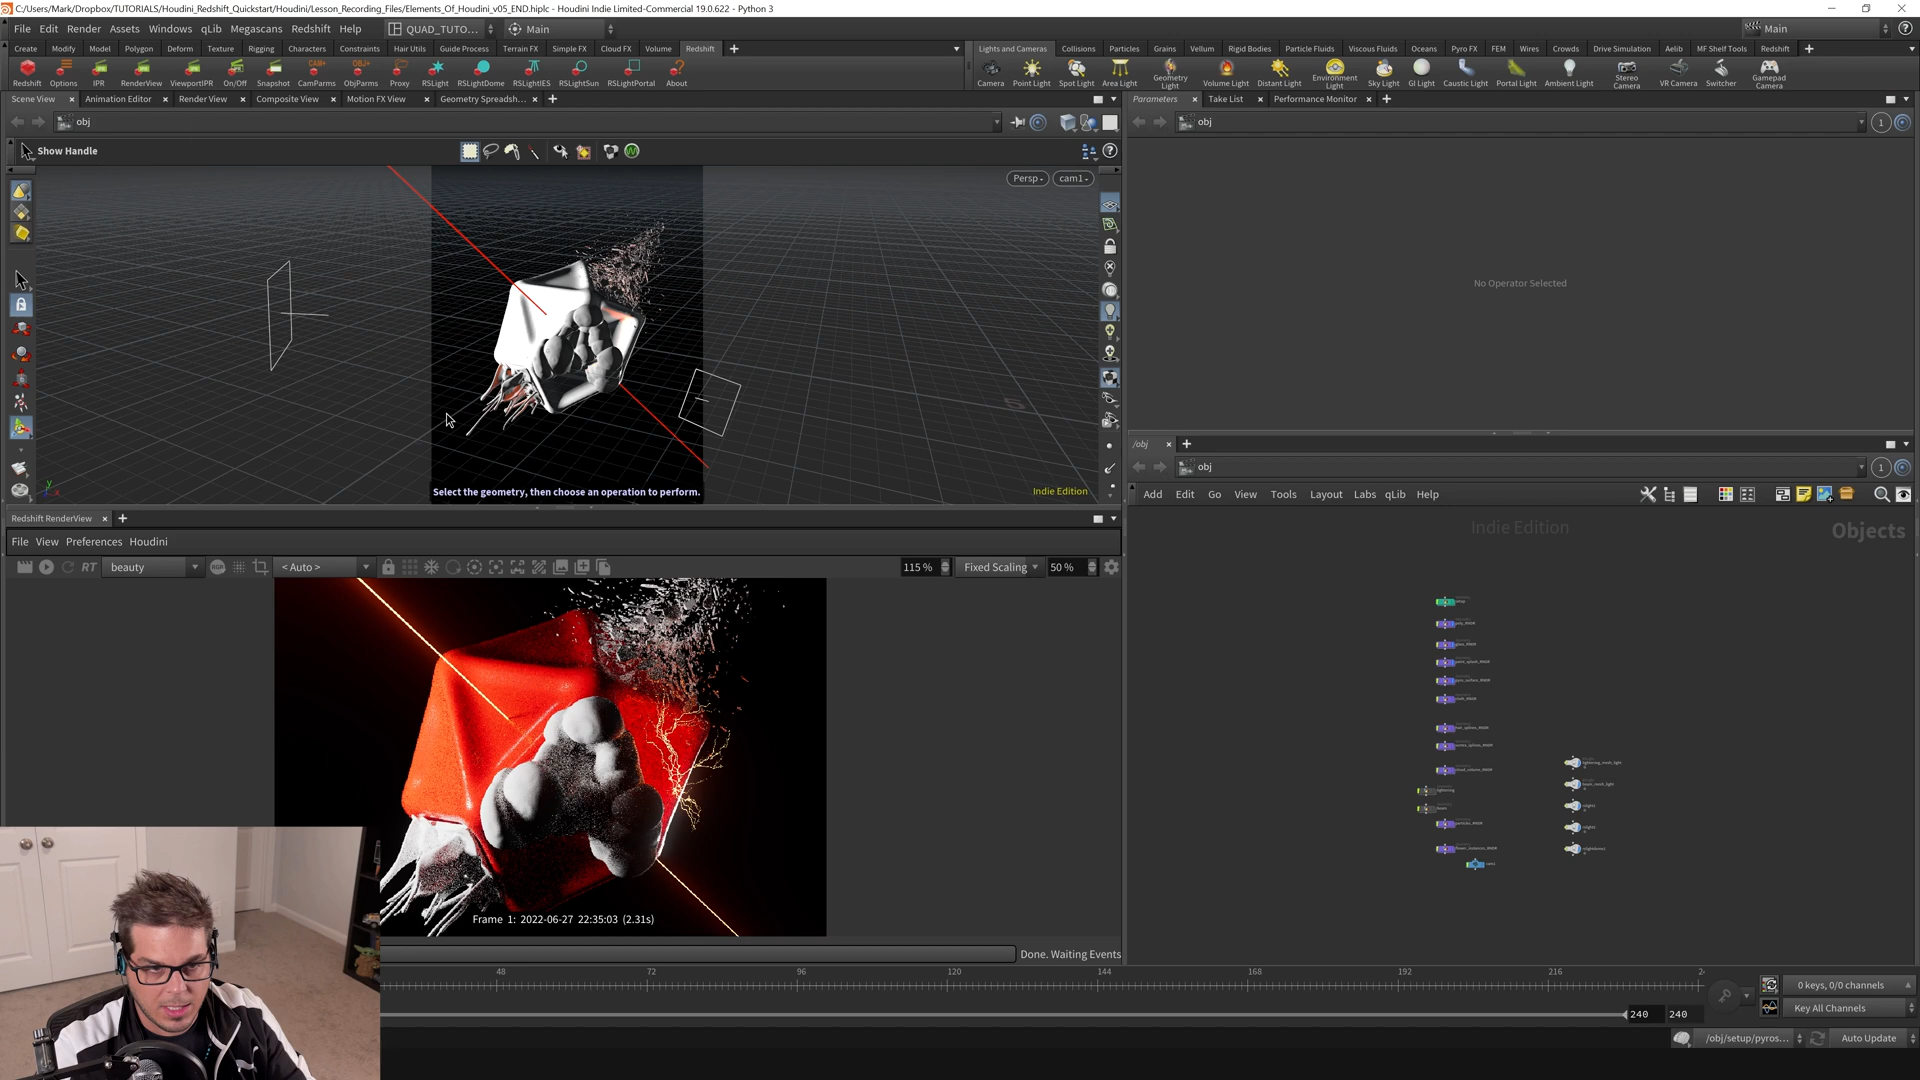 C:/Users/Mark/Dropbox/TUTORIALS/Houdini_Redshift_Quickstart/Houdini/Lesson_Recording_Files/Elements_Of_Houdini_v05_END.hiplc - Houdini Indie Limited-Commercial 19.0.622 - Python 3
File Edit Render Assets Windows qLib Megascans Redshift Help QUAD_TUTO... Main Main
Create Modify Model Polygon Deform Texture Rigging Characters Constraints Hair Utils Guide Process Terrain FX Simple FX Cloud FX Volume Redshift
Lights and Cameras Collisions Particles Grains Vellum Rigid Bodies Particle Fluids Viscous Fluids Oceans Pyro FX FEM Wires Crowds Drive Simulation Aelib MF Shelf Tools Redshift
Redshift Options IPR RenderView ViewportIPR On/Off Snapshot CamParms ObjParms Proxy RSLight RSLightDome RSLightIES RSLightSun RSLightPortal About
Camera Point Light Spot Light Area Light Geometry Light Volume Light Distant Light Environment Light Sky Light GI Light Caustic Light Portal Light Ambient Light Stereo Camera VR Camera Switcher Gamepad Camera
Scene View Animation Editor Render View Composite View Motion FX View Geometry Spreadsh...
Parameters Take List Performance Monitor
obj
obj 1
Show Handle
Persp cam1
No Operator Selected
Select the geometry, then choose an operation to perform.
Indie Edition
/obj
obj 1
Add Edit Go View Tools Layout Labs qLib Help
Indie Edition
Objects
Redshift RenderView
File View Preferences Houdini
RT beauty < Auto > 115 % Fixed Scaling 50 %
Frame 1: 2022-06-27 22:35:03 (2.31s)
Done. Waiting Events
48 72 96 120 144 168 192 216
240 240
0 keys, 0/0 channels
Key All Channels
/obj/setup/pyros... Auto Update